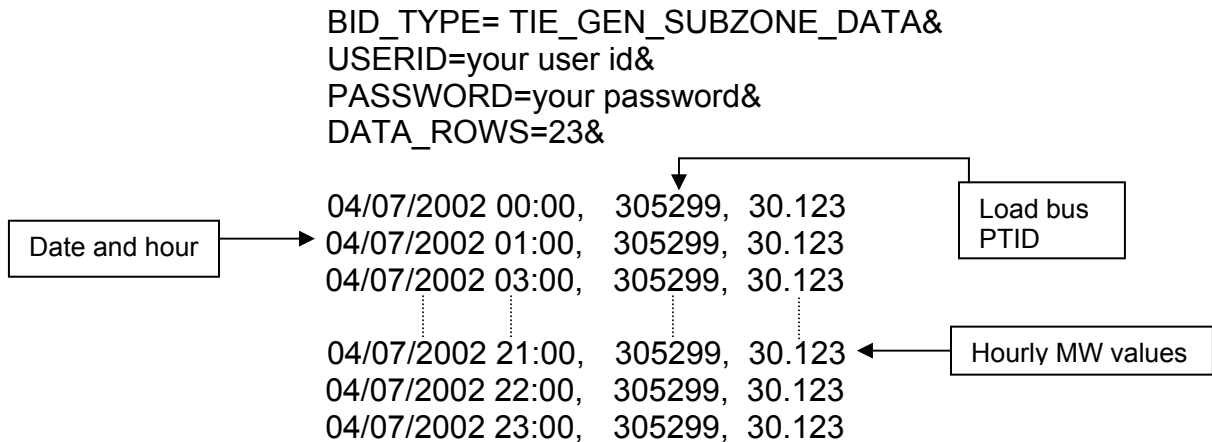 BID_TYPE= TIE_GEN_SUBZONE_DATA&
USERID=your user id&
PASSWORD=your password&
DATA_ROWS=23&
04/07/2002 00:00, 305299, 30.123
04/07/2002 01:00, 305299, 30.123
04/07/2002 03:00, 305299, 30.123
04/07/2002 21:00, 305299, 30.123
04/07/2002 22:00, 305299, 30.123
04/07/2002 23:00, 305299, 30.123
Date and hour
Load bus
PTID
Hourly MW values